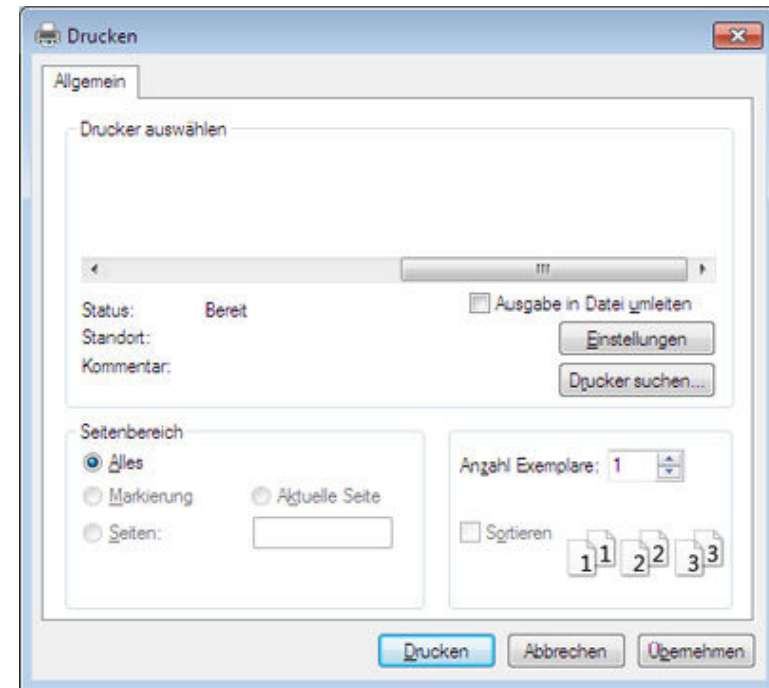 Drucken
Allgemein
Drucker auswählen
Status: Bereit
Ausgabe in Datei umleiten
Standort:
Einstellungen
Kommentar:
Drucker suchen...
Seitenbereich
Alles
Markierung
Aktuelle Seite
Seiten:
Anzahl Exemplare: 1
Sortieren
1 1 2 2 3 3
Drucken Abbrechen Übernehmen